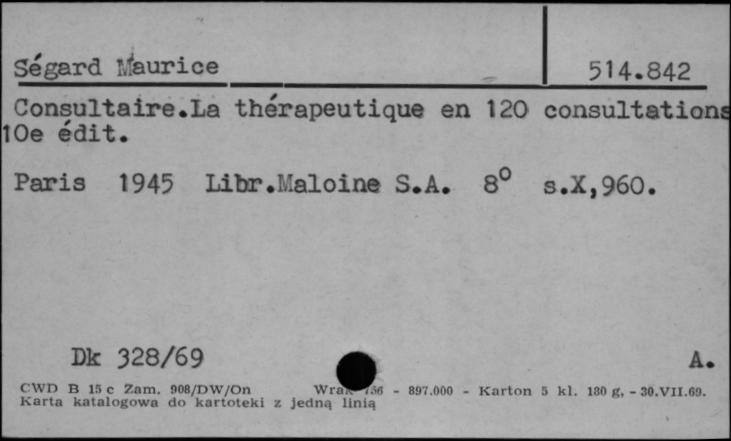 Ségard Maurice 514.842
Consultaire.La thérapeutique en 120 consultations
10e édit.
Paris 1945 Libr.Maloine S.A. 8° s.X,960.
Dk 328/69 A.
CWD B 15 c Zam. 908/DW/On - 897.000 - Karton 5 kl. 180 g, - 30.VII.69.
Karta katalogowa do kartoteki z jedną linią